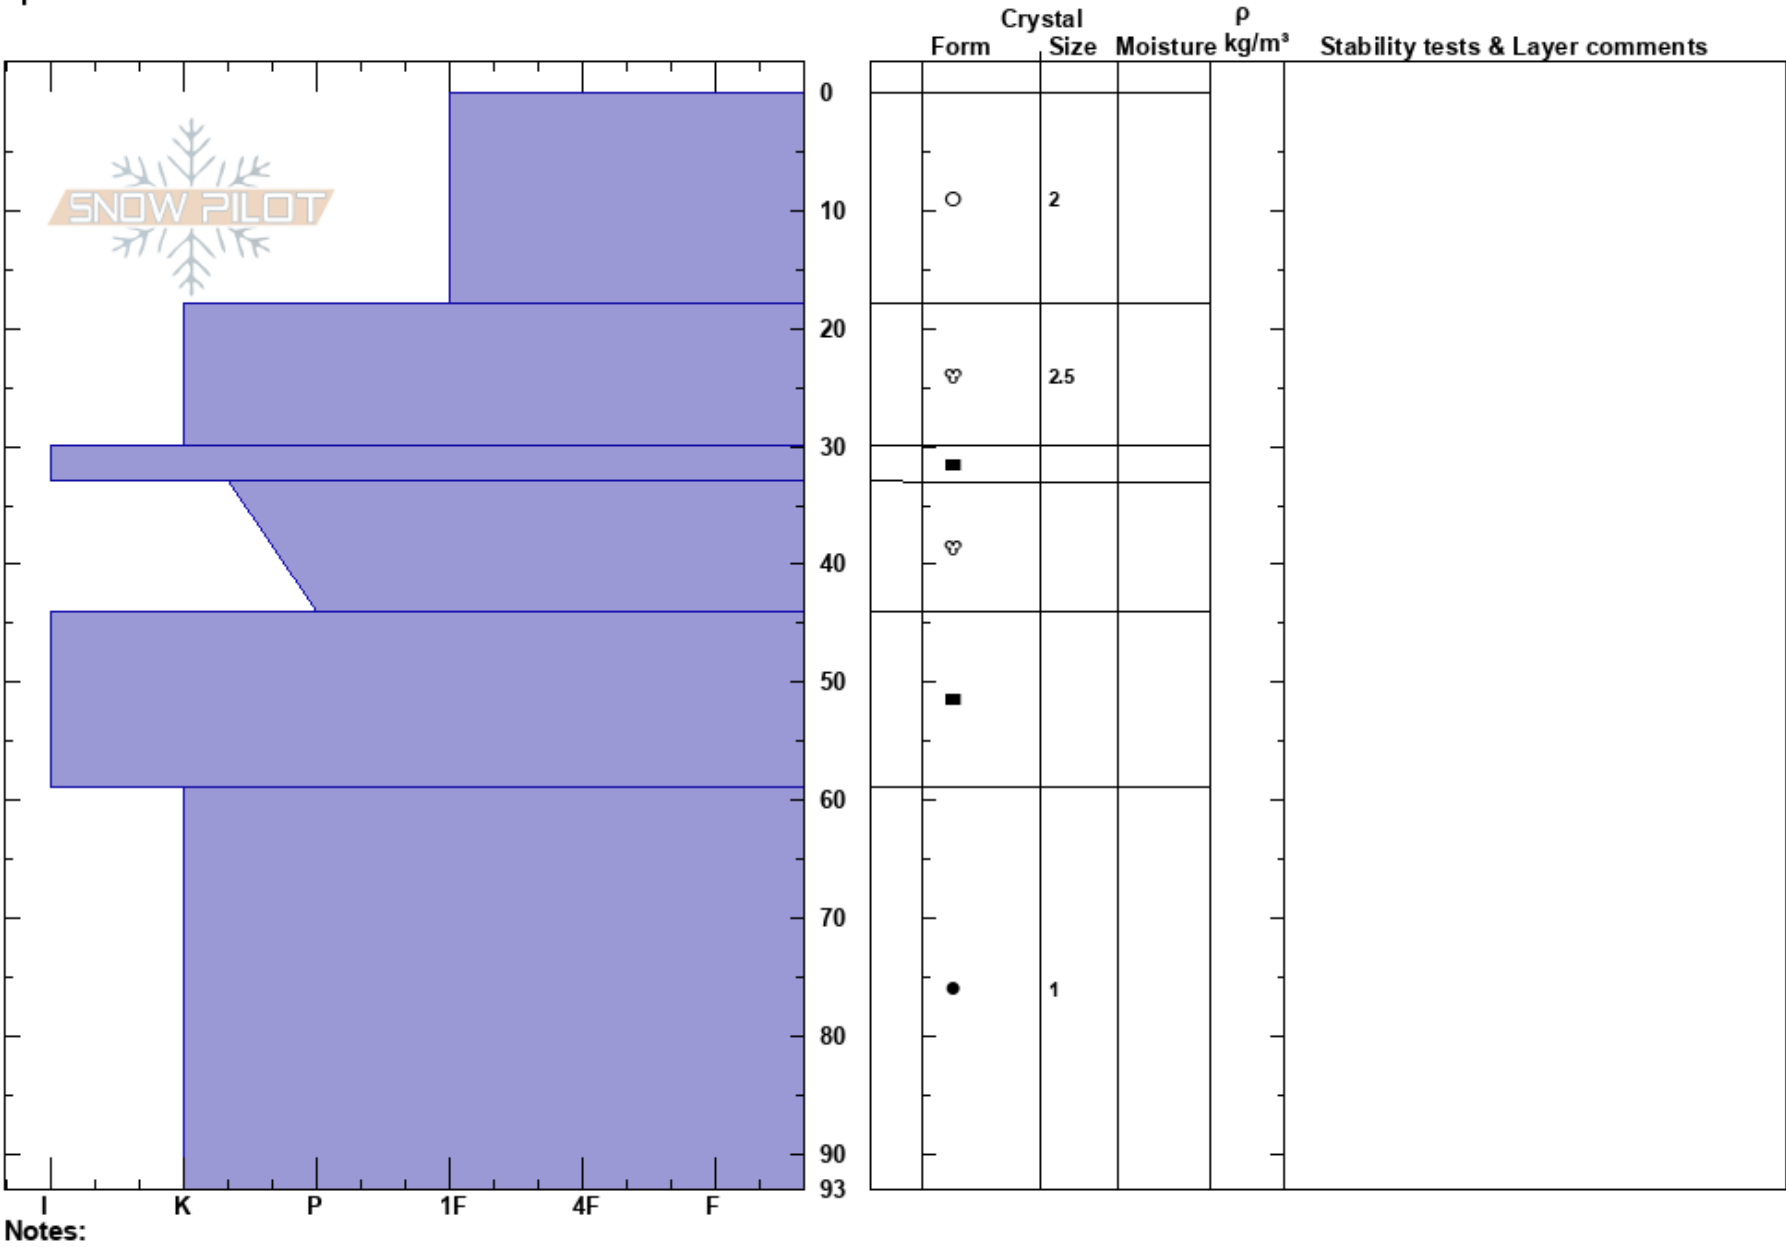 Crystal ρ
Form Size Moisture kg/m³ Stability tests & Layer comments
0
SNOW PILOT
2
10
20
2.5
30
40
50
60
70
1
80
90
93
I K P 1F 4F F
Notes: